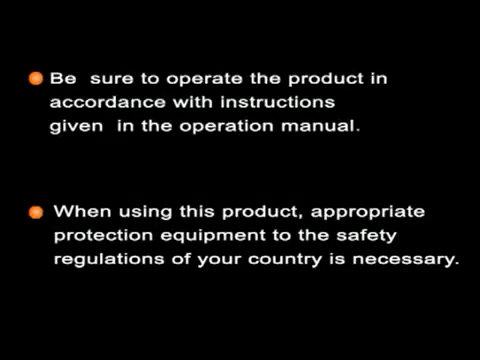 Be  sure to operate the product in
accordance with instructions
given  in the operation manual.
When using this product, appropriate
protection equipment to the safety
regulations of your country is necessary.